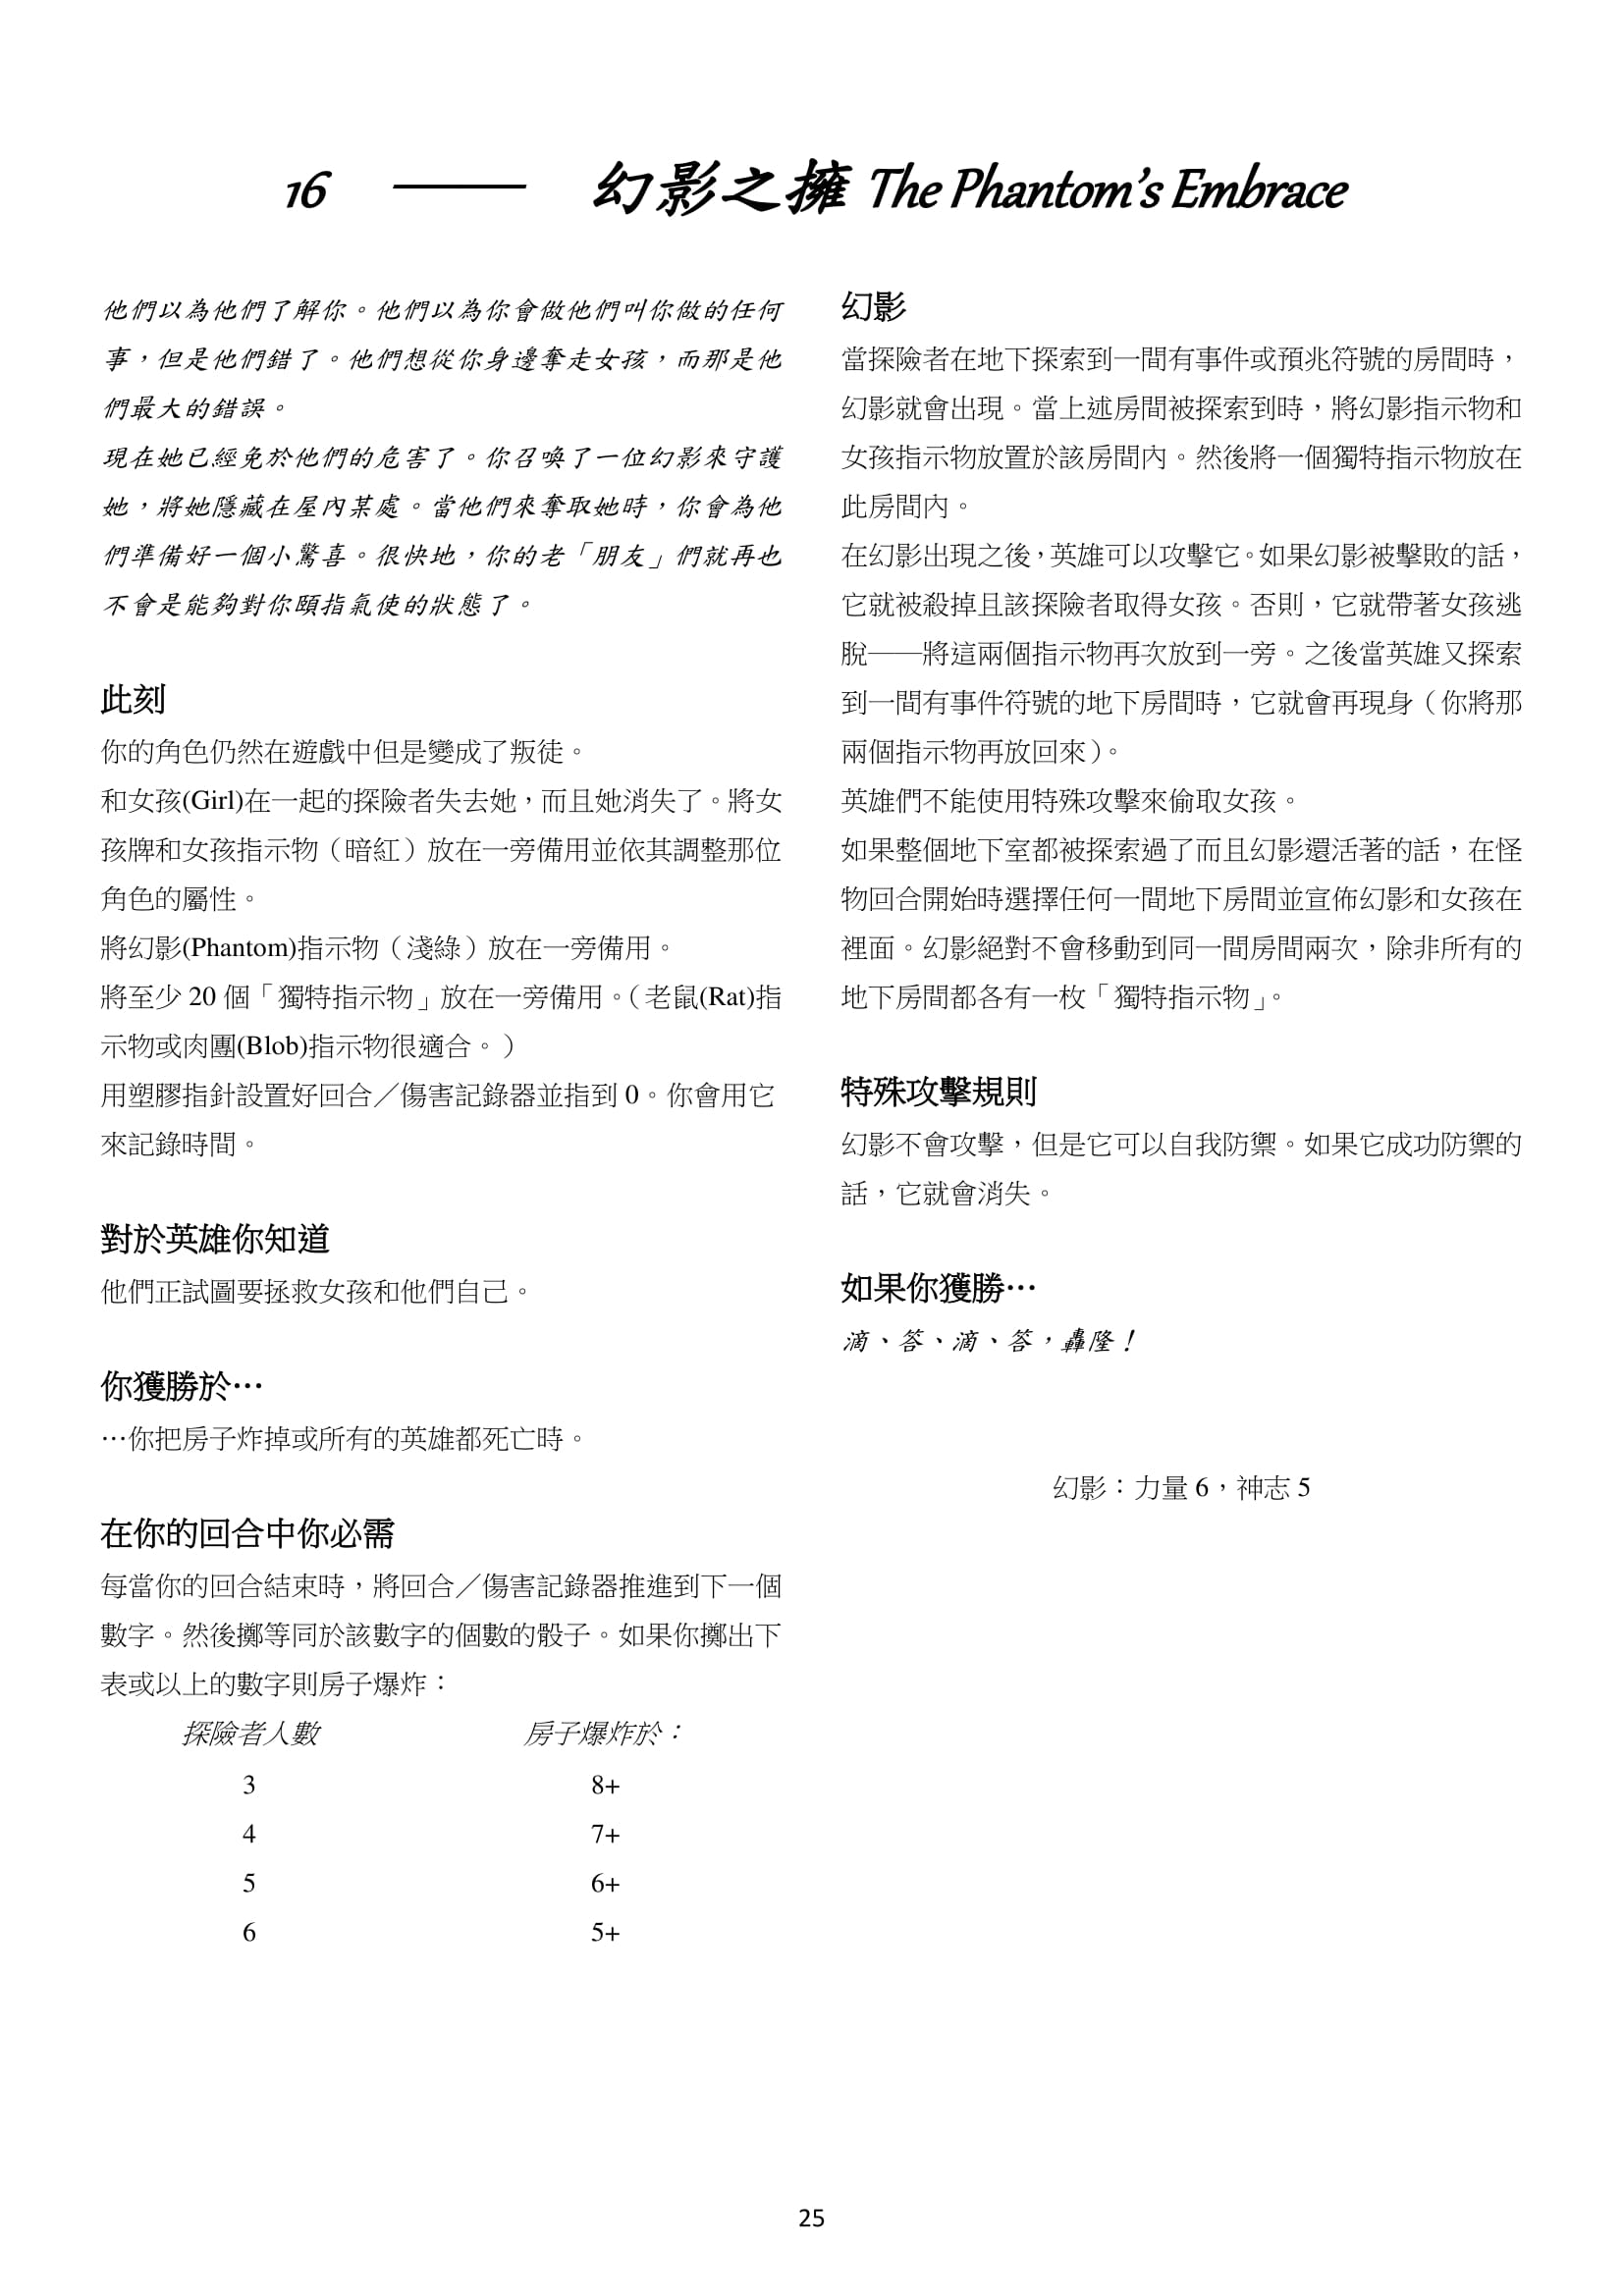 16 —— 幻影之擁 The Phantom's Embrace
他們以為他們了解你。他們以為你會做他們叫你做的任何
事，但是他們錯了。他們想從你身邊奪走女孩，而那是他
們最大的錯誤。
現在她已經免於他們的危害了。你召喚了一位幻影來守護
她，將她隱藏在屋內某處。當他們來奪取她時，你會為他
們準備好一個小驚喜。很快地，你的老「朋友」們就再也
不會是能夠對你頤指氣使的狀態了。
此刻
你的角色仍然在遊戲中但是變成了叛徒。
和女孩(Girl)在一起的探險者失去她，而且她消失了。將女
孩牌和女孩指示物（暗紅）放在一旁備用並依其調整那位
角色的屬性。
將幻影(Phantom)指示物（淺綠）放在一旁備用。
將至少 20 個「獨特指示物」放在一旁備用。（老鼠(Rat)指
示物或肉團(Blob)指示物很適合。）
用塑膠指針設置好回合／傷害記錄器並指到 0。你會用它
來記錄時間。
對於英雄你知道
他們正試圖要拯救女孩和他們自己。
你獲勝於…
…你把房子炸掉或所有的英雄都死亡時。
在你的回合中你必需
每當你的回合結束時，將回合／傷害記錄器推進到下一個
數字。然後擲等同於該數字的個數的骰子。如果你擲出下
表或以上的數字則房子爆炸：
探險者人數 房子爆炸於：
3 8+
4 7+
5 6+
6 5+
幻影
當探險者在地下探索到一間有事件或預兆符號的房間時，
幻影就會出現。當上述房間被探索到時，將幻影指示物和
女孩指示物放置於該房間內。然後將一個獨特指示物放在
此房間內。
在幻影出現之後，英雄可以攻擊它。如果幻影被擊敗的話，
它就被殺掉且該探險者取得女孩。否則，它就帶著女孩逃
脫——將這兩個指示物再次放到一旁。之後當英雄又探索
到一間有事件符號的地下房間時，它就會再現身（你將那
兩個指示物再放回來）。
英雄們不能使用特殊攻擊來偷取女孩。
如果整個地下室都被探索過了而且幻影還活著的話，在怪
物回合開始時選擇任何一間地下房間並宣佈幻影和女孩在
裡面。幻影絕對不會移動到同一間房間兩次，除非所有的
地下房間都各有一枚「獨特指示物」。
特殊攻擊規則
幻影不會攻擊，但是它可以自我防禦。如果它成功防禦的
話，它就會消失。
如果你獲勝…
滴、答、滴、答，轟隆！
幻影：力量 6，神志 5
25